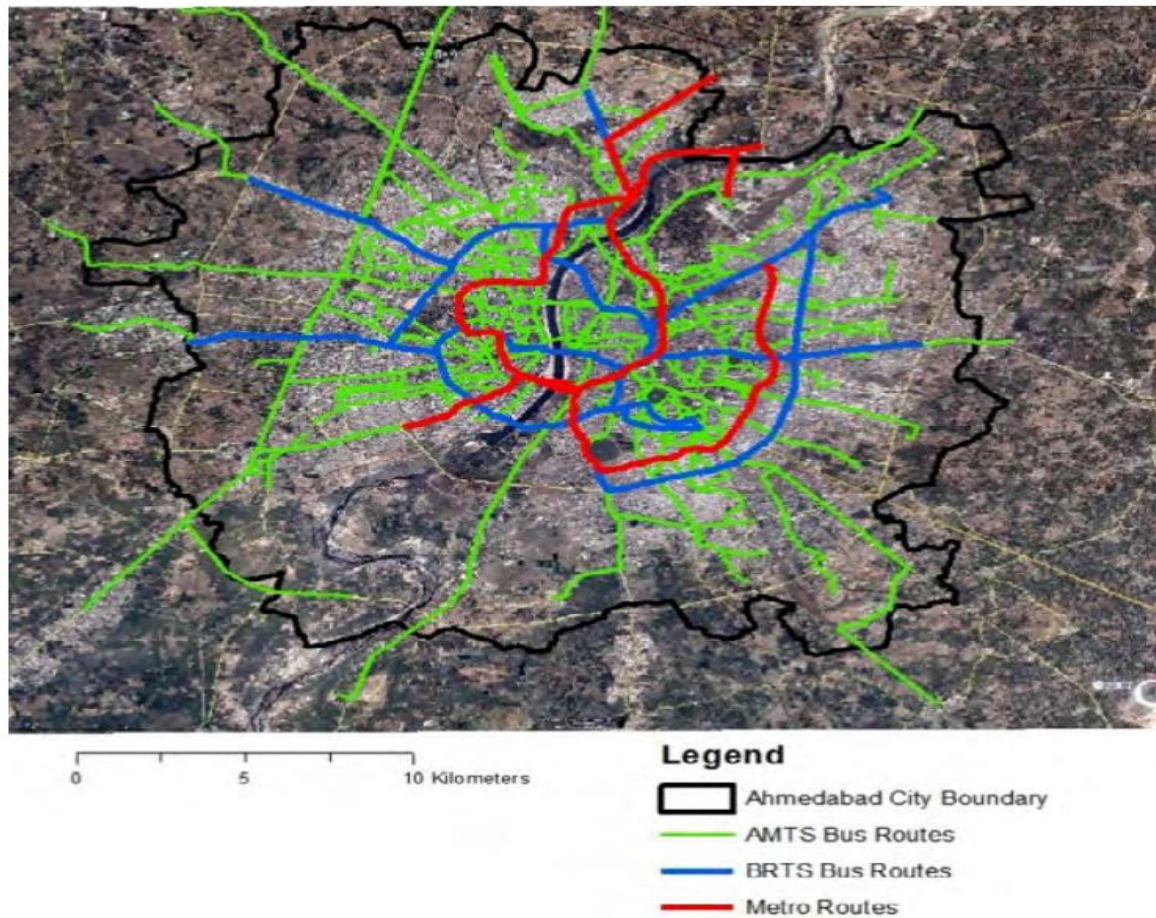 0 5 10 Kilometers
Legend
Ahmedabad City Boundary
AMTS Bus Routes
BRTS Bus Routes
Metro Routes